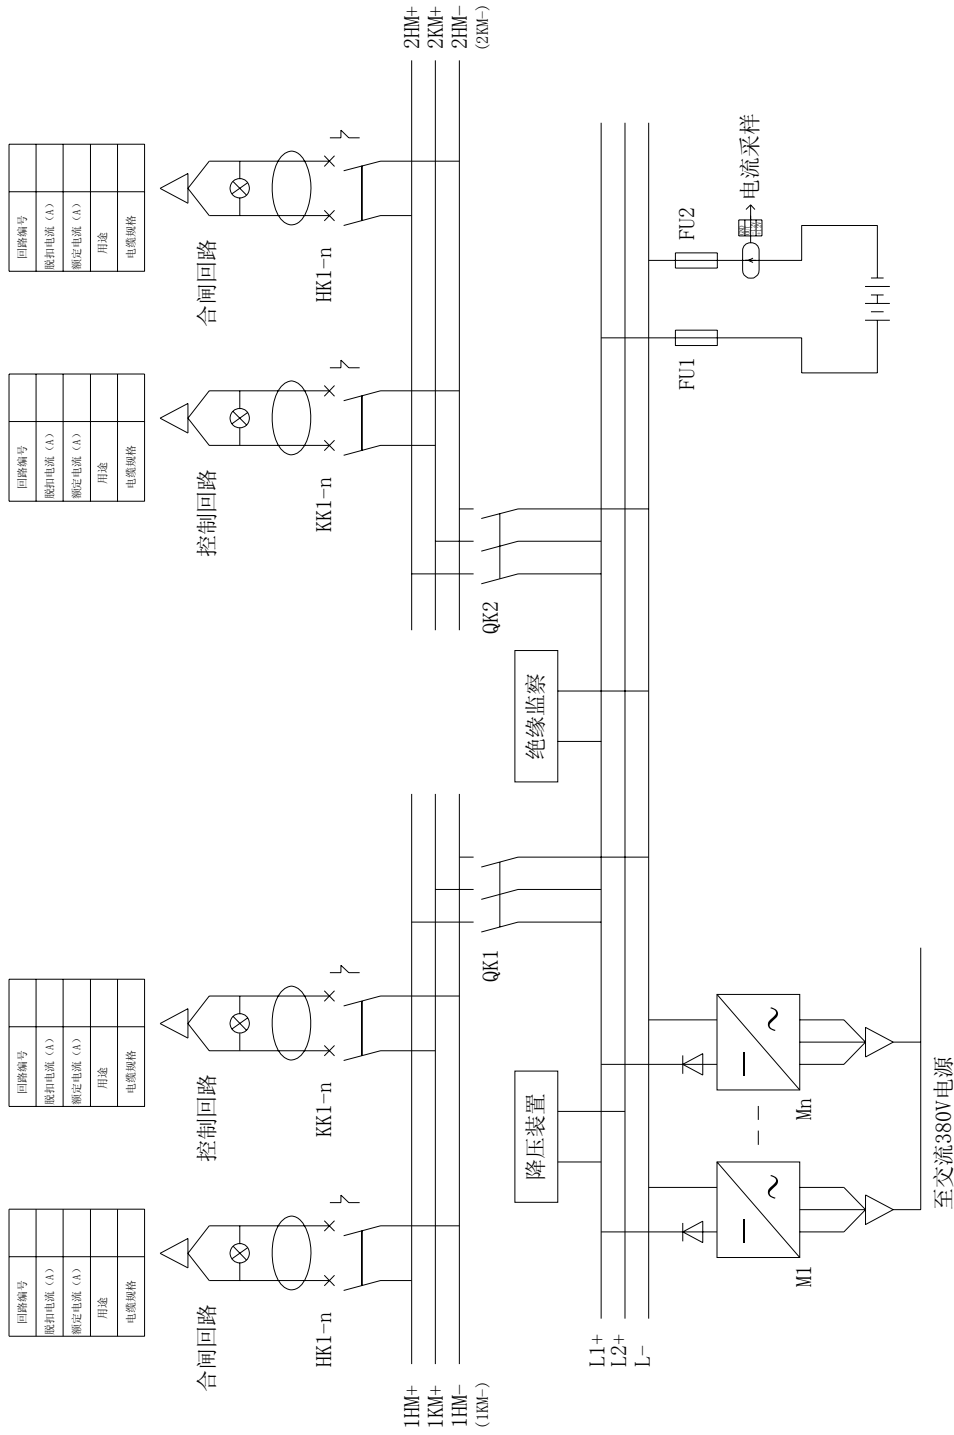 回路编号
脱扣电流(A)
额定电流(A)
用途
电缆规格
回路编号
脱扣电流(A)
额定电流(A)
用途
电缆规格
回路编号
脱扣电流(A)
额定电流(A)
用途
电缆规格
回路编号
脱扣电流(A)
额定电流(A)
用途
电缆规格
合闸回路
控制回路
控制回路
合闸回路
HK1-n
KK1-n
KK1-n
HK1-n
1HM+
1KM+
1HM-
(1KM-)
2HM+
2KM+
2HM-
(2KM-)
QK1
QK2
降压装置
绝缘监察
L1+
L2+
L-
FU1
FU2
电流采样
M1
Mn
至交流380V电源